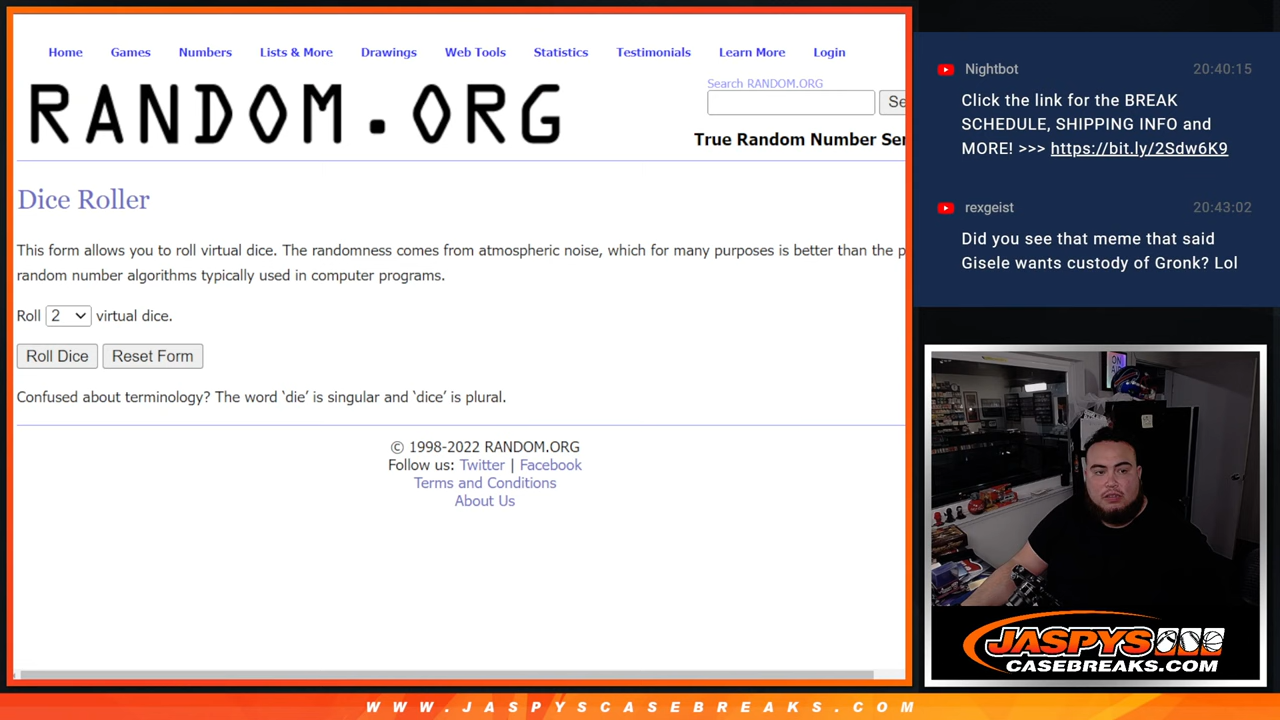 Home Games Numbers Lists & More Drawings Web Tools Statistics Testimonials Learn More Login
RANDOM.ORG
Search RANDOM.ORG
Se
True Random Number Ser
Dice Roller
This form allows you to roll virtual dice. The randomness comes from atmospheric noise, which for many purposes is better than the p
random number algorithms typically used in computer programs.
Roll 2 virtual dice.
Roll Dice Reset Form
Confused about terminology? The word ‘die’ is singular and ‘dice’ is plural.
© 1998-2022 RANDOM.ORG
Follow us: Twitter | Facebook
Terms and Conditions
About Us
Nightbot 20:40:15
Click the link for the BREAK
SCHEDULE, SHIPPING INFO and
MORE! >>> https://bit.ly/2Sdw6K9
rexgeist 20:43:02
Did you see that meme that said
Gisele wants custody of Gronk? Lol
ON
JASPYS
CASEBREAKS.COM
WWW.JASPYSCASEBREAKS.COM